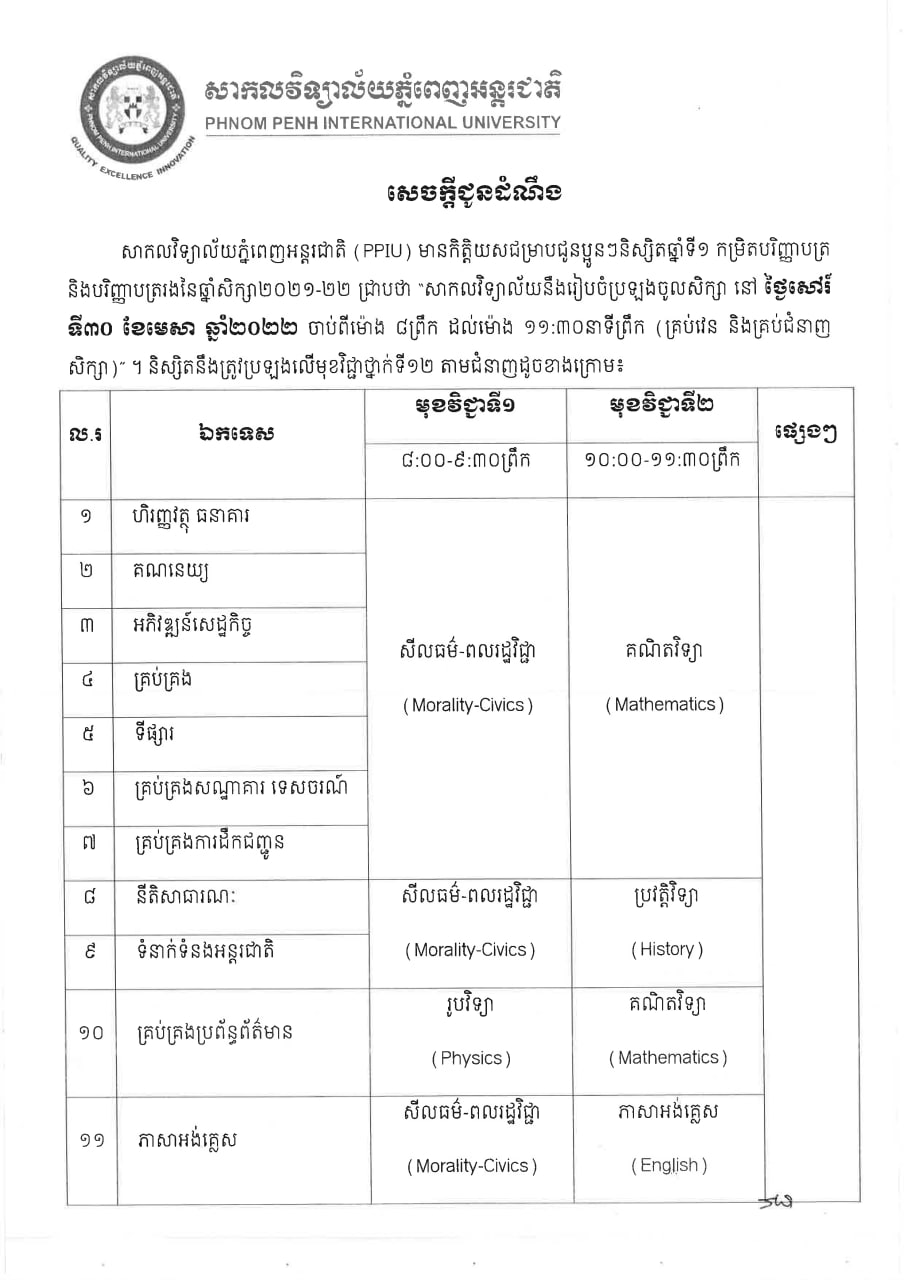 សាកលវិទ្យាល័យភ្នំពេញអន្តរជាតិ
PHNOM PENH INTERNATIONAL UNIVERSITY
PHNOM PENH INTERNATIONAL UNIVERSITY
QUALITY EXCELLENCE INNOVATION
សេចក្តីជូនដំណឹង
សាកលវិទ្យាល័យភ្នំពេញអន្តរជាតិ (PPIU) មានកិត្តិយសជម្រាបជូនប្អូនៗនិស្សិតឆ្នាំទី១ កម្រិតបរិញ្ញាបត្រ
និងបរិញ្ញាបត្ររងនៃឆ្នាំសិក្សា២០២១-២២ ជ្រាបថា “សាកលវិទ្យាល័យនឹងរៀបចំប្រឡងចូលសិក្សា នៅ ថ្ងៃសៅរ៍
ទី៣០ ខែមេសា ឆ្នាំ២០២២ ចាប់ពីម៉ោង ៨ព្រឹក ដល់ម៉ោង ១១:៣០នាទីព្រឹក (គ្រប់វេន និងគ្រប់ជំនាញ
សិក្សា)” ។ និស្សិតនឹងត្រូវប្រឡងលើមុខវិជ្ជាថ្នាក់ទី១២ តាមជំនាញដូចខាងក្រោម៖
ល.រ ឯកទេស មុខវិជ្ជាទី១ មុខវិជ្ជាទី២ ផ្សេងៗ
៨:០០-៩:៣០ព្រឹក ១០:០០-១១:៣០ព្រឹក
១ ហិរញ្ញវត្ថុ ធនាគារ
២ គណនេយ្យ
៣ អភិវឌ្ឍន៍សេដ្ឋកិច្ច
សីលធម៌-ពលរដ្ឋវិជ្ជា គណិតវិទ្យា
៤ គ្រប់គ្រង
(Morality-Civics) (Mathematics)
៥ ទីផ្សារ
៦ គ្រប់គ្រងសណ្ឋាគារ ទេសចរណ៍
៧ គ្រប់គ្រងការដឹកជញ្ជូន
៨ នីតិសាធារណៈ សីលធម៌-ពលរដ្ឋវិជ្ជា ប្រវត្តិវិទ្យា
៩ ទំនាក់ទំនងអន្តរជាតិ (Morality-Civics) (History)
រូបវិទ្យា គណិតវិទ្យា
១០ គ្រប់គ្រងប្រព័ន្ធព័ត៌មាន
(Physics) (Mathematics)
សីលធម៌-ពលរដ្ឋវិជ្ជា ភាសាអង់គ្លេស
១១ ភាសាអង់គ្លេស
(Morality-Civics) (English)